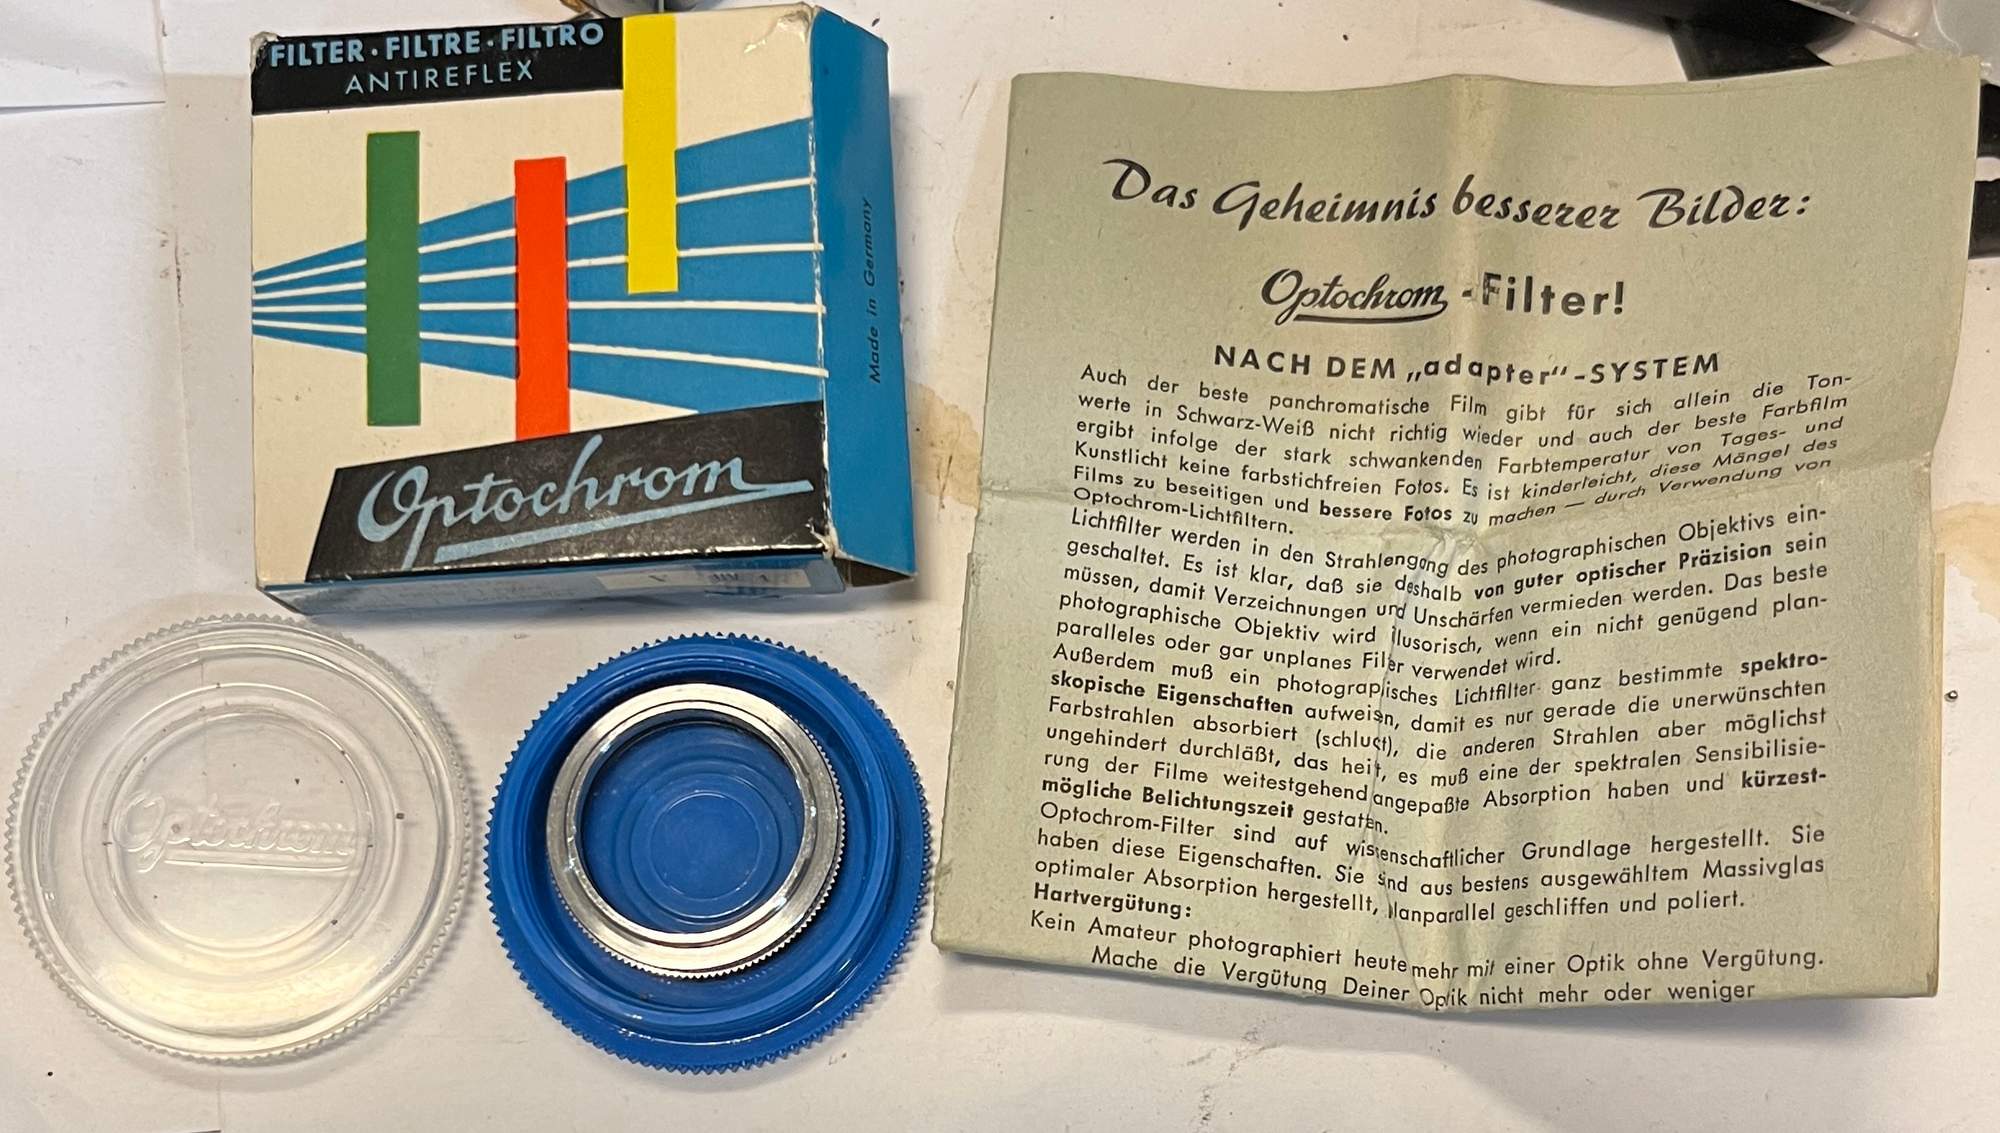 FILTER · FILTRE · FILTRO
ANTIREFLEX
Optochrom
Made in Germany
Optochrom
Das Geheimnis besserer Bilder:
Optochrom-Filter!
NACH DEM „adapter“-SYSTEM
Auch der beste panchromatische Film gibt für sich allein die Ton-
werte in Schwarz-Weiß nicht richtig wieder und auch der beste Farbfilm
ergibt infolge der stark schwankenden Farbtemperatur von Tages- und
Kunstlicht keine farbstichfreien Fotos. Es ist kinderleicht, diese Mängel des
Films zu beseitigen und bessere Fotos zu machen — durch Verwendung von
Optochrom-Lichtfiltern.
Lichtfilter werden in den Strahlengang des photographischen Objektivs ein-
geschaltet. Es ist klar, daß sie deshalb von guter optischer Präzision sein
müssen, damit Verzeichnungen und Unschärfen vermieden werden. Das beste
photographische Objektiv wird illusorisch, wenn ein nicht genügend plan-
paralleles oder gar unplanes Filter verwendet wird.
Außerdem muß ein photographisches Lichtfilter ganz bestimmte spektro-
skopische Eigenschaften aufweisen, damit es nur gerade die unerwünschten
Farbstrahlen absorbiert (schluckt), die anderen Strahlen aber möglichst
ungehindert durchläßt, das heißt, es muß eine der spektralen Sensibilisie-
rung der Filme weitestgehend angepaßte Absorption haben und kürzest-
mögliche Belichtungszeit gestatten.
Optochrom-Filter sind auf wissenschaftlicher Grundlage hergestellt. Sie
haben diese Eigenschaften. Sie sind aus bestens ausgewähltem Massivglas
optimaler Absorption hergestellt, planparallel geschliffen und poliert.
Hartvergütung:
Kein Amateur photographiert heute mehr mit einer Optik ohne Vergütung.
Mache die Vergütung Deiner Optik nicht mehr oder weniger